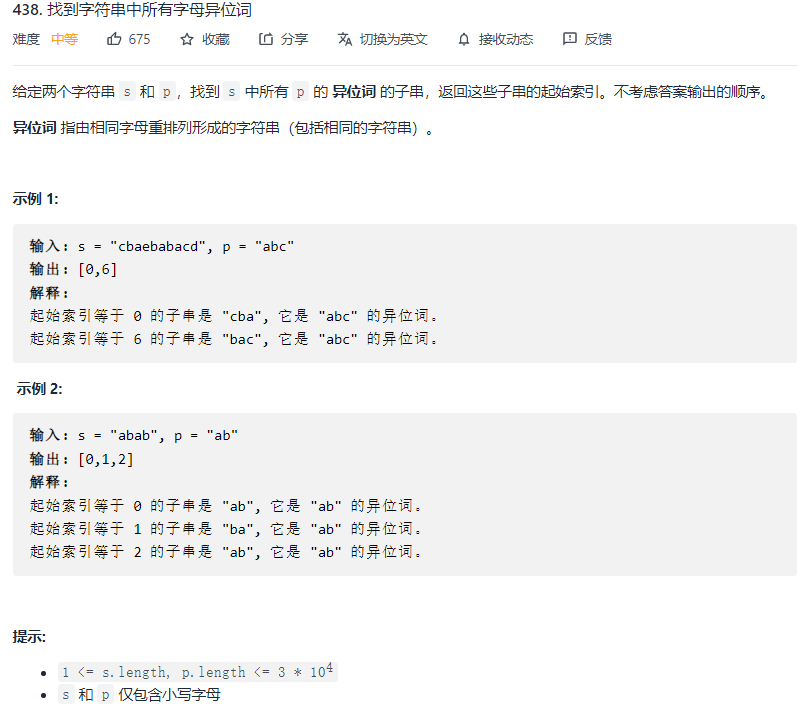 438. 找到字符串中所有字母异位词
难度 中等 675 收藏 分享 切换为英文 接收动态 反馈
给定两个字符串 s 和 p，找到 s 中所有 p 的 异位词 的子串，返回这些子串的起始索引。不考虑答案输出的顺序。
异位词 指由相同字母重排列形成的字符串（包括相同的字符串）。
示例 1:
输入: s = "cbaebabacd", p = "abc"
输出: [0,6]
解释:
起始索引等于 0 的子串是 "cba", 它是 "abc" 的异位词。
起始索引等于 6 的子串是 "bac", 它是 "abc" 的异位词。
示例 2:
输入: s = "abab", p = "ab"
输出: [0,1,2]
解释:
起始索引等于 0 的子串是 "ab", 它是 "ab" 的异位词。
起始索引等于 1 的子串是 "ba", 它是 "ab" 的异位词。
起始索引等于 2 的子串是 "ab", 它是 "ab" 的异位词。
提示:
• 1 <= s.length, p.length <= 3 * 10⁴
• s 和 p 仅包含小写字母